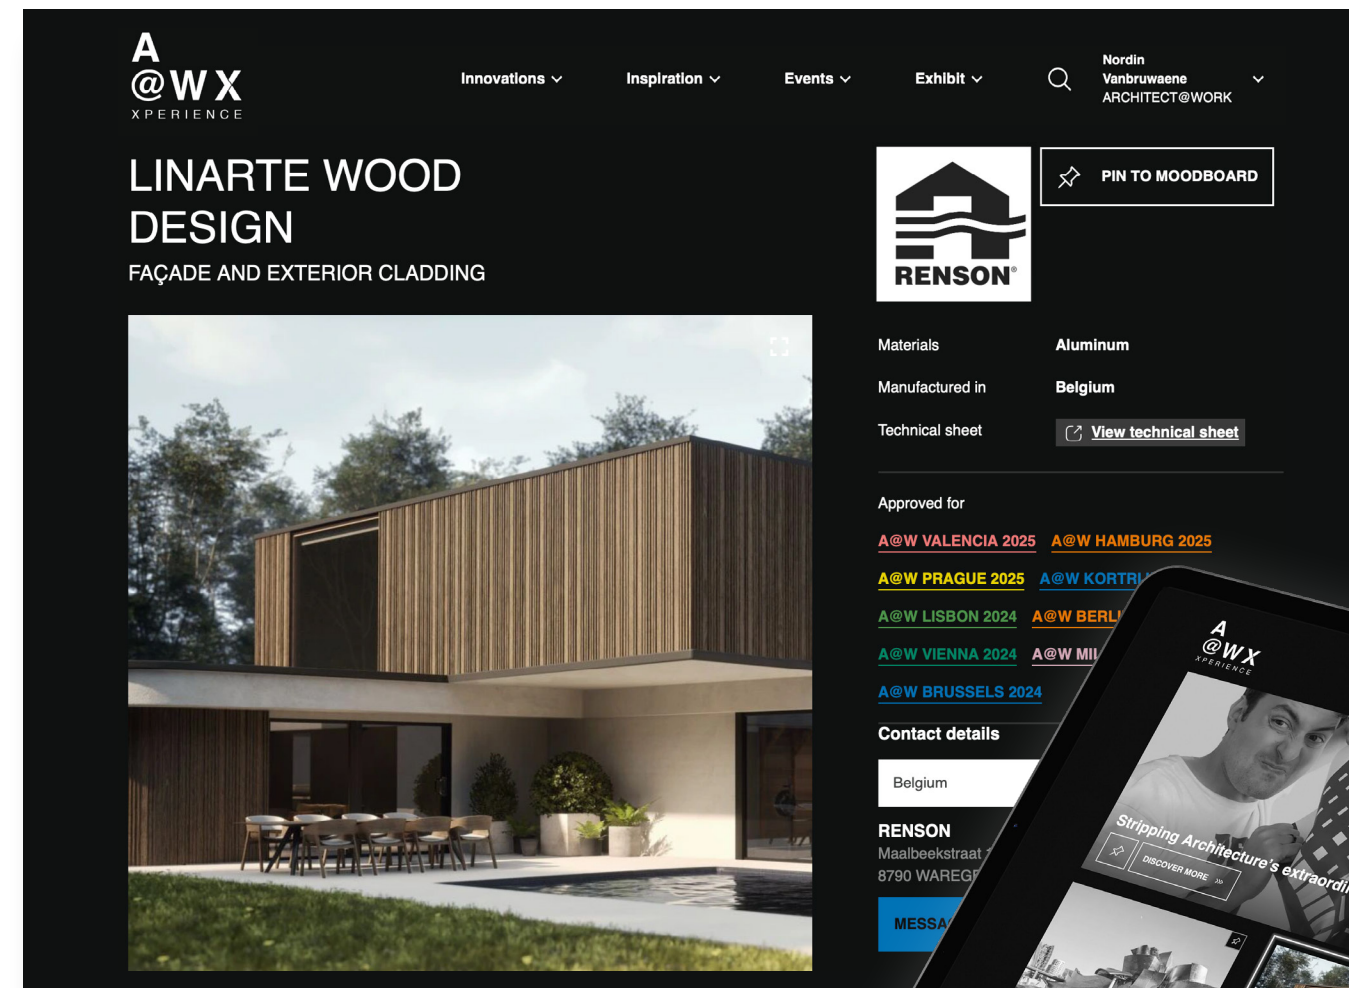 A
@WX
XPERIENCE
Innovations
Inspiration
Events
Exhibit
Nordin
Vanbruwaene
ARCHITECT@WORK
LINARTE WOOD
DESIGN
FAÇADE AND EXTERIOR CLADDING
RENSON®
PIN TO MOODBOARD
Materials Aluminum
Manufactured in Belgium
Technical sheet View technical sheet
Approved for
A@W VALENCIA 2025 A@W HAMBURG 2025
A@W PRAGUE 2025 A@W
A@W LISBON 2024 A@W
A@W VIENNA 2024 A@W
A@W BRUSSELS 2024
Contact details
Belgium
RENSON
Maalbeekstraat
8790
A
@WX
XPERIENCE
Stripping Architecture's
DISCOVER MORE